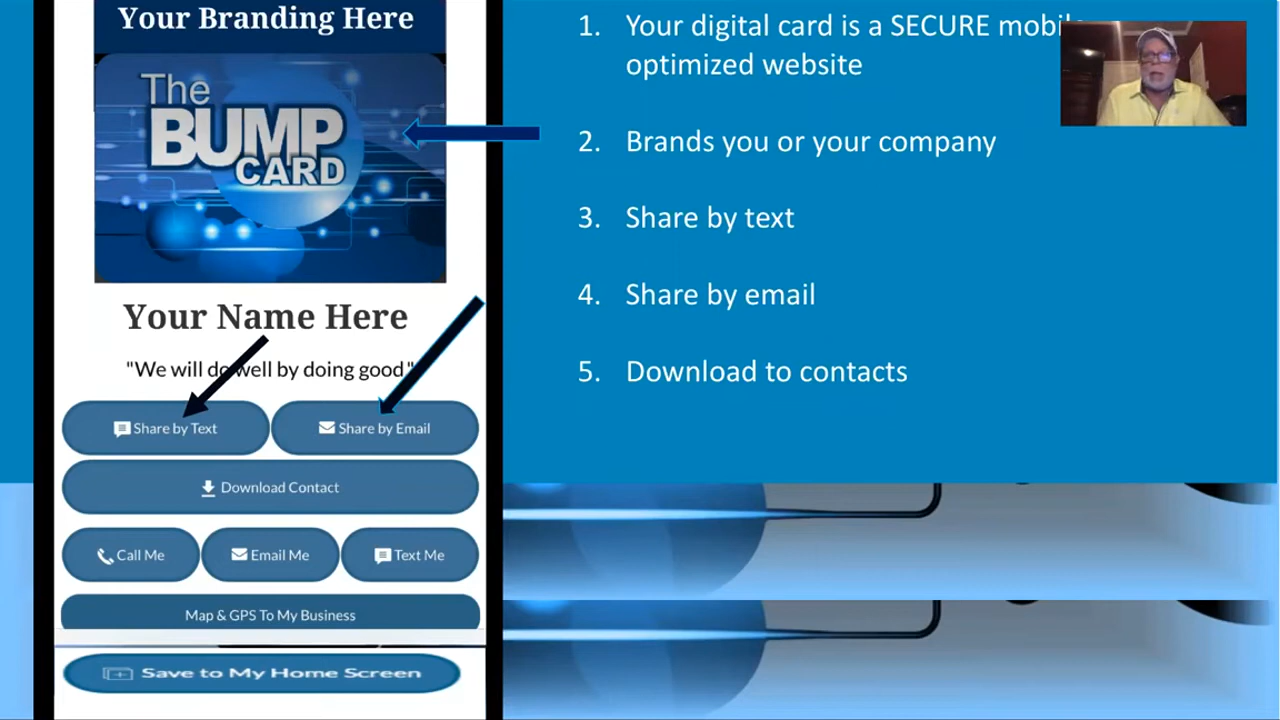 Your Branding Here
The
BUMP
CARD
Your Name Here
"We will do well by doing good"
Share by Text
Share by Email
Download Contact
Call Me
Email Me
Text Me
Map & GPS To My Business
Save to My Home Screen
1. Your digital card is a SECURE mobile
optimized website
2. Brands you or your company
3. Share by text
4. Share by email
5. Download to contacts